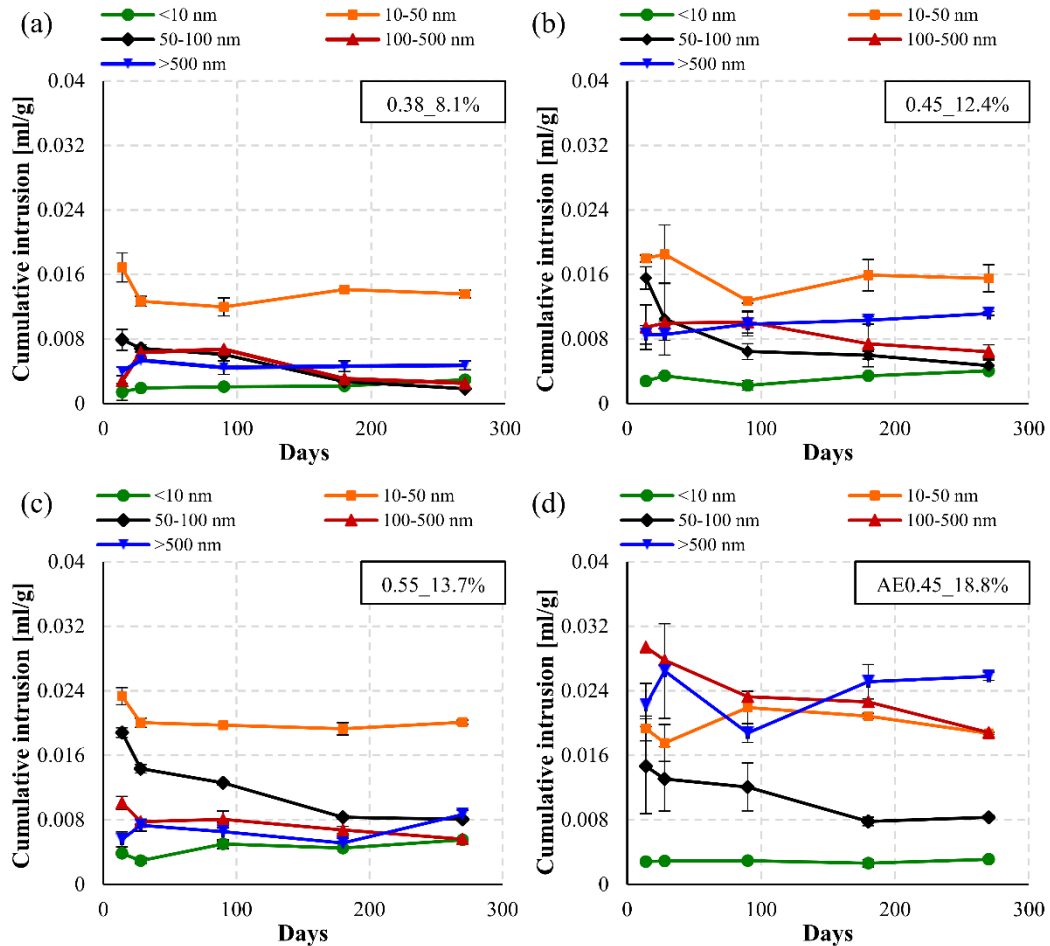 (a)
<10 nm 10-50 nm
50-100 nm 100-500 nm
>500 nm
0.04
0.032
0.024
0.016
0.008
0
0.38_8.1%
Cumulative intrusion [ml/g]
0 100 200 300
Days
(b)
<10 nm 10-50 nm
50-100 nm 100-500 nm
>500 nm
0.04
0.032
0.024
0.016
0.008
0
0.45_12.4%
Cumulative intrusion [ml/g]
0 100 200 300
Days
(c)
<10 nm 10-50 nm
50-100 nm 100-500 nm
>500 nm
0.04
0.032
0.024
0.016
0.008
0
0.55_13.7%
Cumulative intrusion [ml/g]
0 100 200 300
Days
(d)
<10 nm 10-50 nm
50-100 nm 100-500 nm
>500 nm
0.04
0.032
0.024
0.016
0.008
0
AE0.45_18.8%
Cumulative intrusion [ml/g]
0 100 200 300
Days